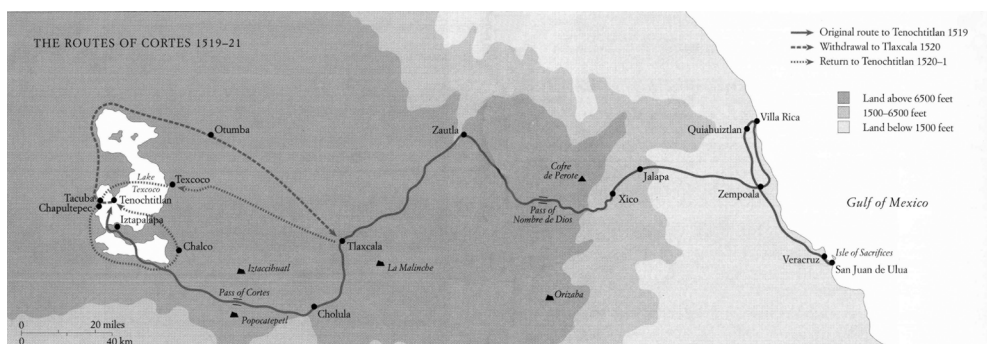 THE ROUTES OF CORTES 1519–21
Original route to Tenochtitlan 1519
Withdrawal to Tlaxcala 1520
Return to Tenochtitlan 1520–1
Land above 6500 feet
1500–6500 feet
Land below 1500 feet
Otumba
Zautla
Quiahuiztlan
Villa Rica
Cofre
de Perote
Jalapa
Lake
Texcoco
Texcoco
Tacuba
Tenochtitlan
Chapultepec
Xico
Zempoala
Gulf of Mexico
Pass of
Nombre de Dios
Iztapalapa
Chalco
Tlaxcala
Isle of Sacrifices
Veracruz
San Juan de Ulua
Iztaccihuatl
La Malinche
Pass of Cortes
Orizaba
Popocatepetl
Cholula
0 20 miles
0 40 km